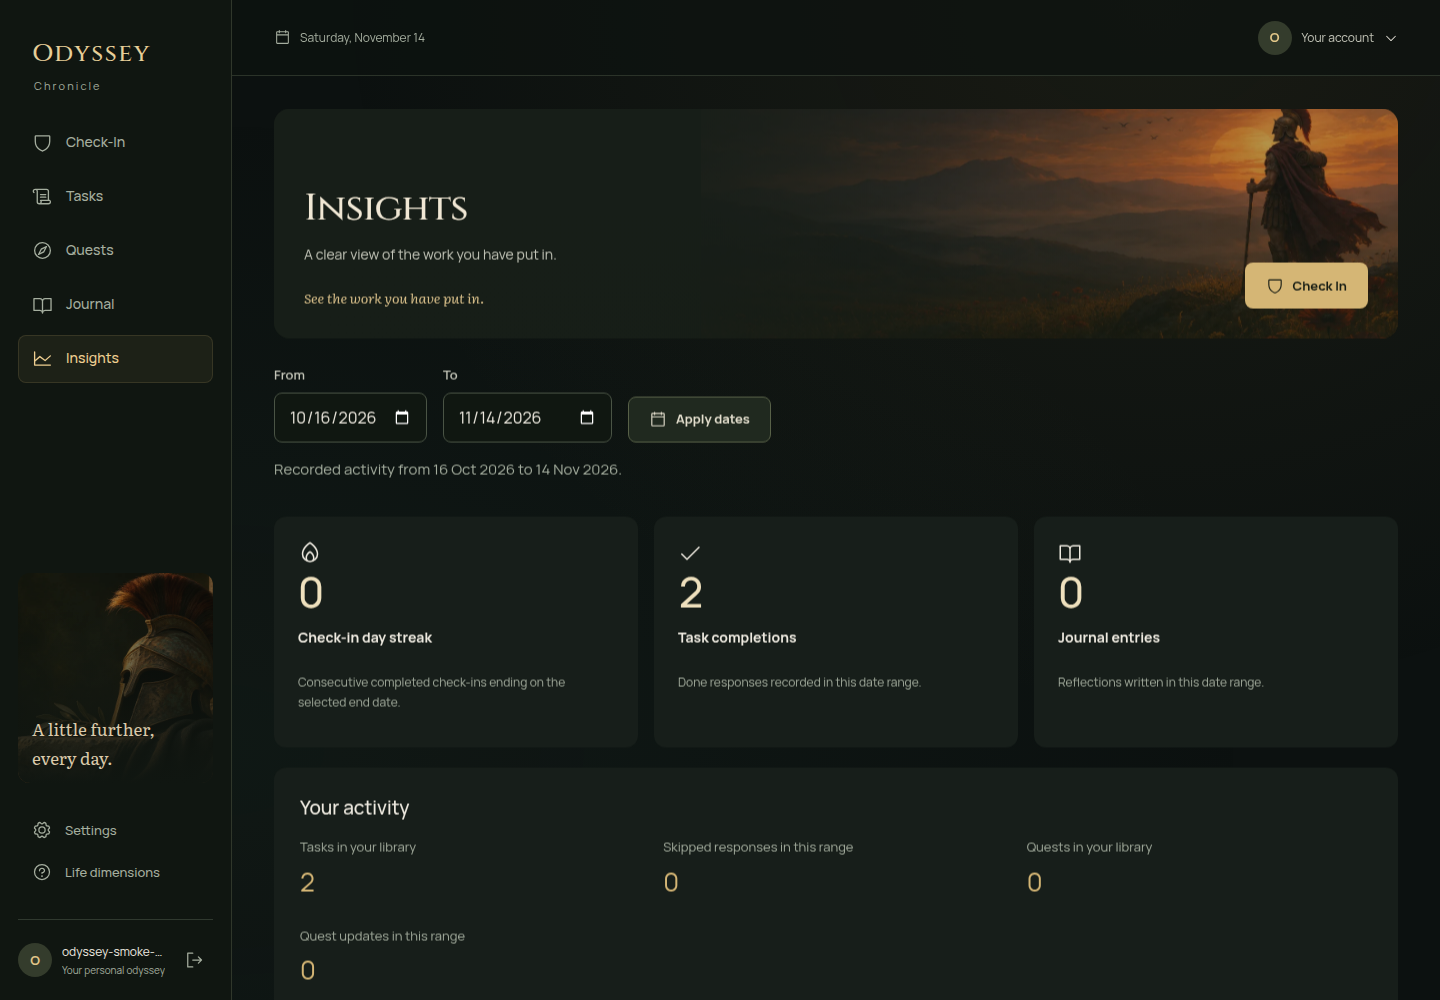 ODYSSEY
Chronicle
Check-In
Tasks
Quests
Journal
Insights
A little further,
every day.
Settings
Life dimensions
O
odyssey-smoke-...
Your personal odyssey
Saturday, November 14
O
Your account
INSIGHTS
A clear view of the work you have put in.
See the work you have put in.
Check In
From
To
10/16/2026
11/14/2026
Apply dates
Recorded activity from 16 Oct 2026 to 14 Nov 2026.
0
Check-in day streak
Consecutive completed check-ins ending on the
selected end date.
2
Task completions
Done responses recorded in this date range.
0
Journal entries
Reflections written in this date range.
Your activity
Tasks in your library
2
Skipped responses in this range
0
Quests in your library
0
Quest updates in this range
0